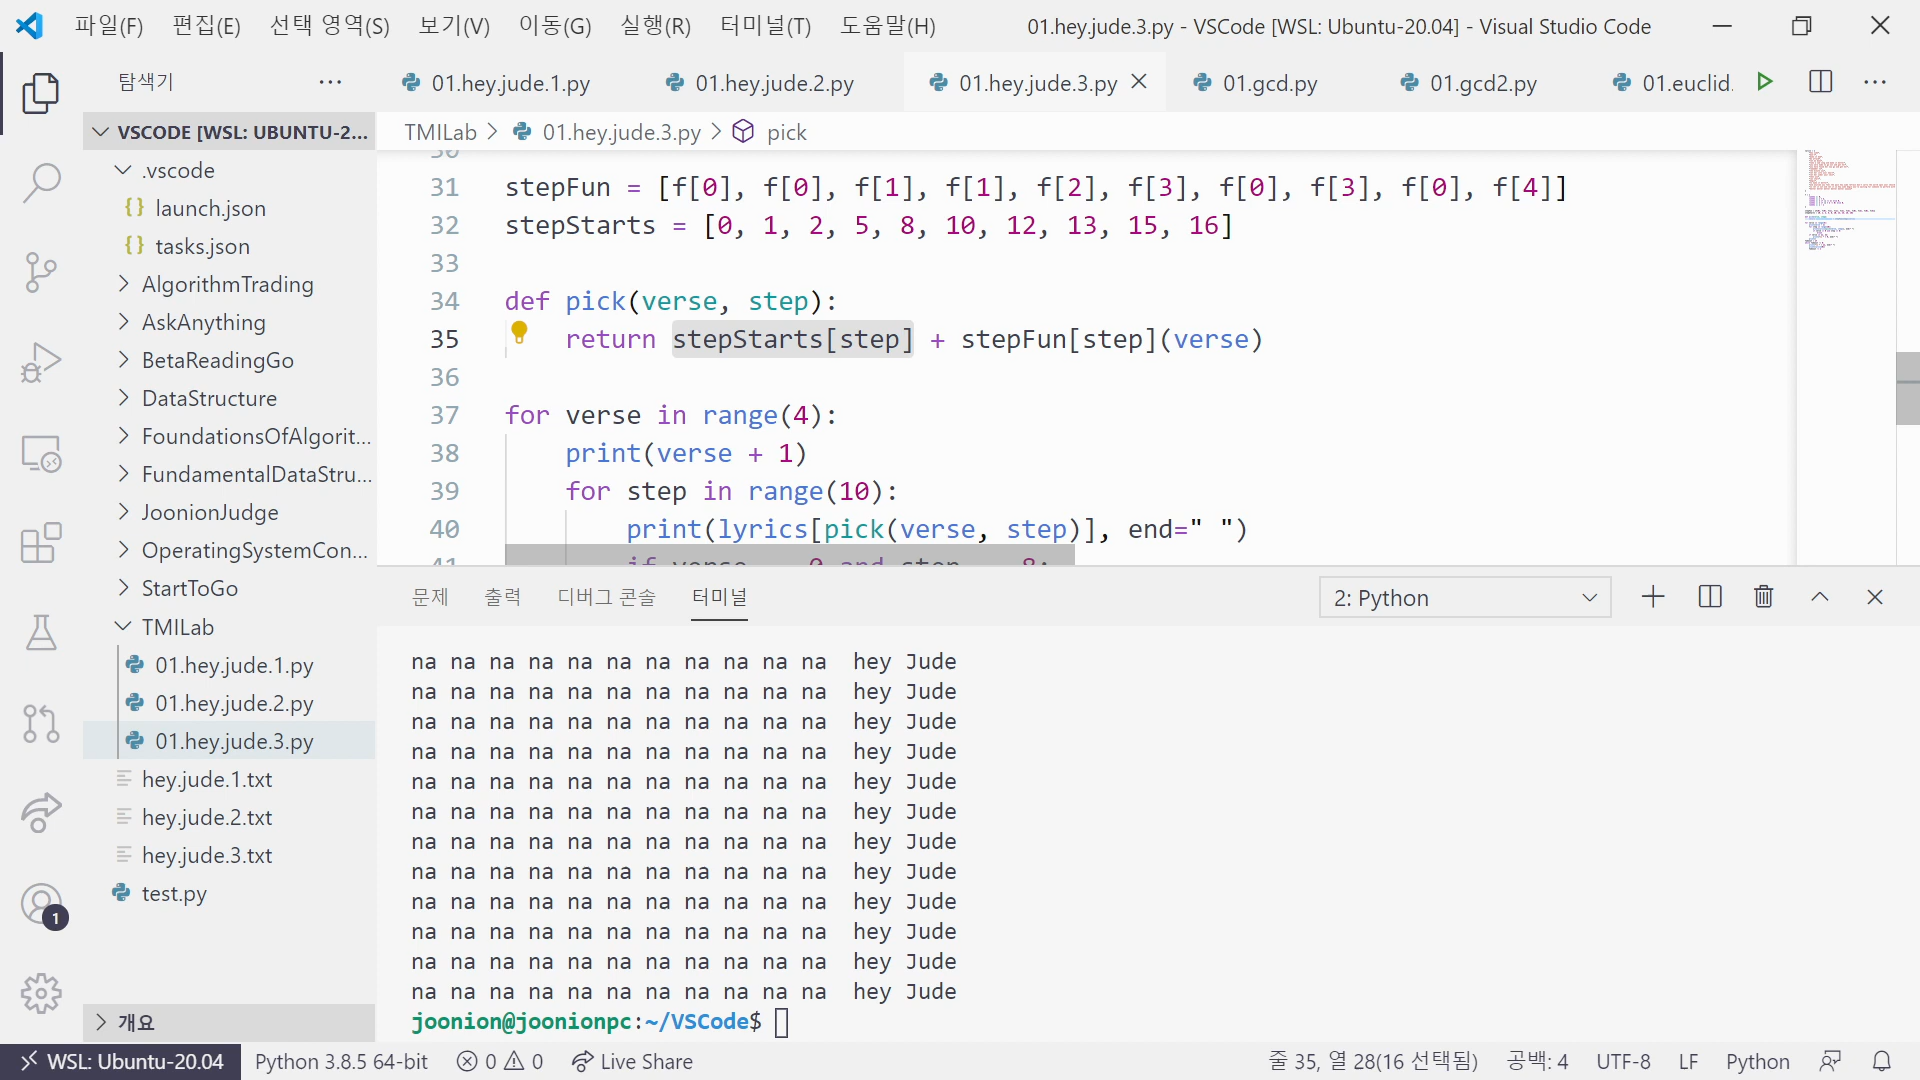 파일(F) 편집(E) 선택 영역(S) 보기(V) 이동(G) 실행(R) 터미널(T) 도움말(H) 01.hey.jude.3.py - VSCode [WSL: Ubuntu-20.04] - Visual Studio Code
탐색기 ···
01.hey.jude.1.py 01.hey.jude.2.py 01.hey.jude.3.py 01.gcd.py 01.gcd2.py 01.euclid.
VSCODE [WSL: UBUNTU-2...
.vscode
{} launch.json
{} tasks.json
AlgorithmTrading
AskAnything
BetaReadingGo
DataStructure
FoundationsOfAlgorit...
FundamentalDataStru...
JoonionJudge
OperatingSystemCon...
StartToGo
TMILab
01.hey.jude.1.py
01.hey.jude.2.py
01.hey.jude.3.py
hey.jude.1.txt
hey.jude.2.txt
hey.jude.3.txt
test.py
개요
1
TMILab > 01.hey.jude.3.py > pick
30
31 stepFun = [f[0], f[0], f[1], f[1], f[2], f[3], f[0], f[3], f[0], f[4]]
32 stepStarts = [0, 1, 2, 5, 8, 10, 12, 13, 15, 16]
33
34 def pick(verse, step):
35 return stepStarts[step] + stepFun[step](verse)
36
37 for verse in range(4):
38 print(verse + 1)
39 for step in range(10):
40 print(lyrics[pick(verse, step)], end=" ")
41 if verse == 0 and step == 8:
문제 출력 디버그 콘솔 터미널 2: Python
na na na na na na na na na na na  hey Jude
na na na na na na na na na na na  hey Jude
na na na na na na na na na na na  hey Jude
na na na na na na na na na na na  hey Jude
na na na na na na na na na na na  hey Jude
na na na na na na na na na na na  hey Jude
na na na na na na na na na na na  hey Jude
na na na na na na na na na na na  hey Jude
na na na na na na na na na na na  hey Jude
na na na na na na na na na na na  hey Jude
na na na na na na na na na na na  hey Jude
na na na na na na na na na na na  hey Jude
joonion@joonionpc:~/VSCode$
WSL: Ubuntu-20.04 Python 3.8.5 64-bit 0 0 Live Share 줄 35, 열 28(16 선택됨) 공백: 4 UTF-8 LF Python